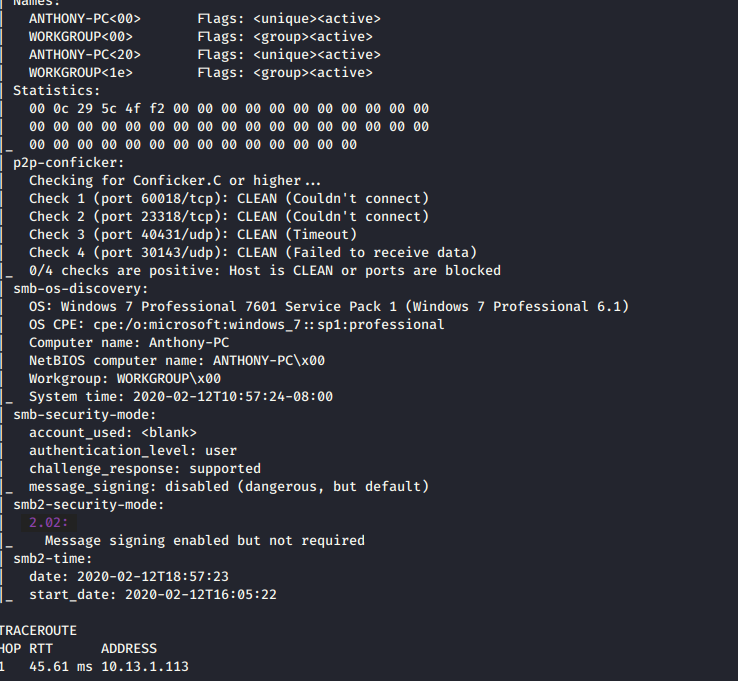 Names:
ANTHONY-PC<00> Flags: <unique><active>
WORKGROUP<00> Flags: <group><active>
ANTHONY-PC<20> Flags: <unique><active>
WORKGROUP<1e> Flags: <group><active>
Statistics:
00 0c 29 5c 4f f2 00 00 00 00 00 00 00 00 00 00 00
00 00 00 00 00 00 00 00 00 00 00 00 00 00 00 00 00
|_ 00 00 00 00 00 00 00 00 00 00 00 00 00 00
| p2p-conficker:
| Checking for Conficker.C or higher...
| Check 1 (port 60018/tcp): CLEAN (Couldn't connect)
| Check 2 (port 23318/tcp): CLEAN (Couldn't connect)
| Check 3 (port 40431/udp): CLEAN (Timeout)
| Check 4 (port 30143/udp): CLEAN (Failed to receive data)
|_ 0/4 checks are positive: Host is CLEAN or ports are blocked
| smb-os-discovery:
| OS: Windows 7 Professional 7601 Service Pack 1 (Windows 7 Professional 6.1)
| OS CPE: cpe:/o:microsoft:windows_7::sp1:professional
| Computer name: Anthony-PC
| NetBIOS computer name: ANTHONY-PC\x00
| Workgroup: WORKGROUP\x00
|_ System time: 2020-02-12T10:57:24-08:00
| smb-security-mode:
| account_used: <blank>
| authentication_level: user
| challenge_response: supported
|_ message_signing: disabled (dangerous, but default)
| smb2-security-mode:
| 2.02:
|_ Message signing enabled but not required
| smb2-time:
| date: 2020-02-12T18:57:23
|_ start_date: 2020-02-12T16:05:22
TRACEROUTE
HOP RTT ADDRESS
1 45.61 ms 10.13.1.113